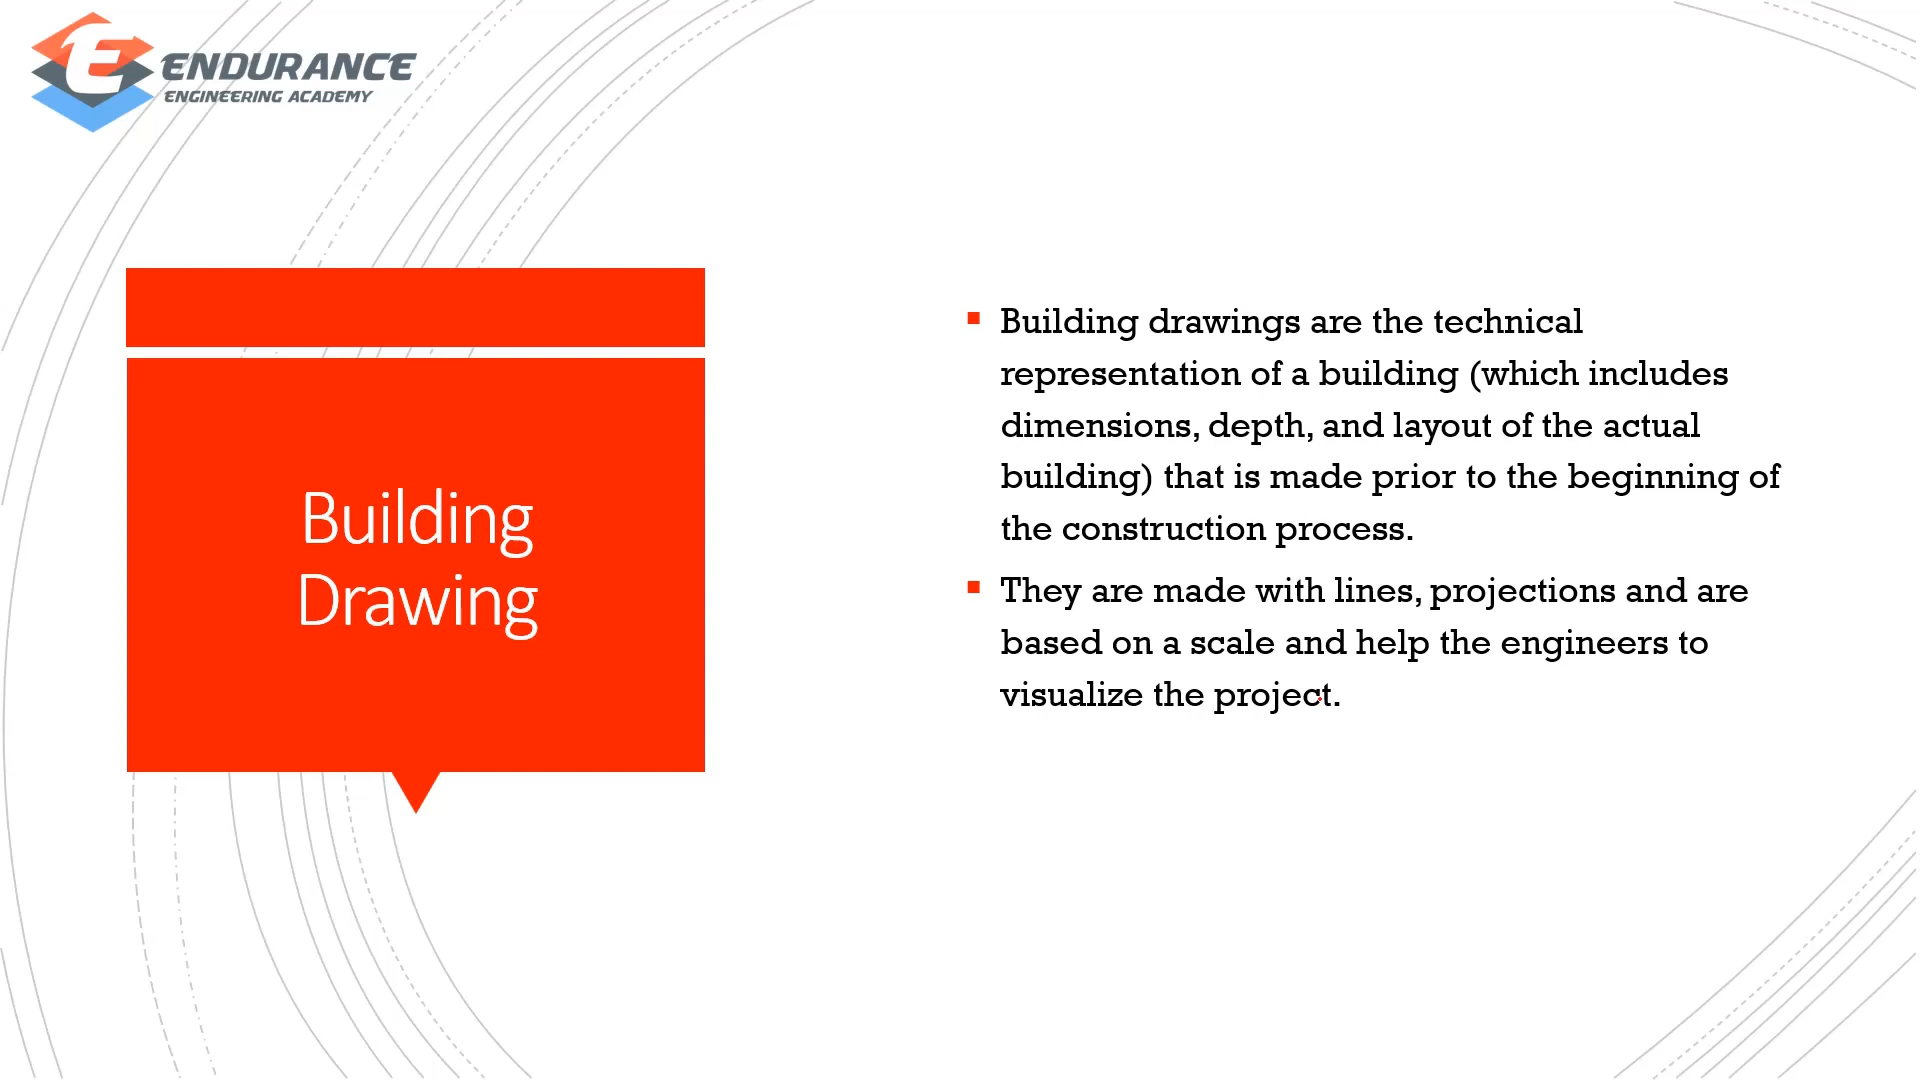 ENDURANCE
ENGINEERING ACADEMY
Building
Drawing
Building drawings are the technical
representation of a building (which includes
dimensions, depth, and layout of the actual
building) that is made prior to the beginning of
the construction process.
They are made with lines, projections and are
based on a scale and help the engineers to
visualize the project.